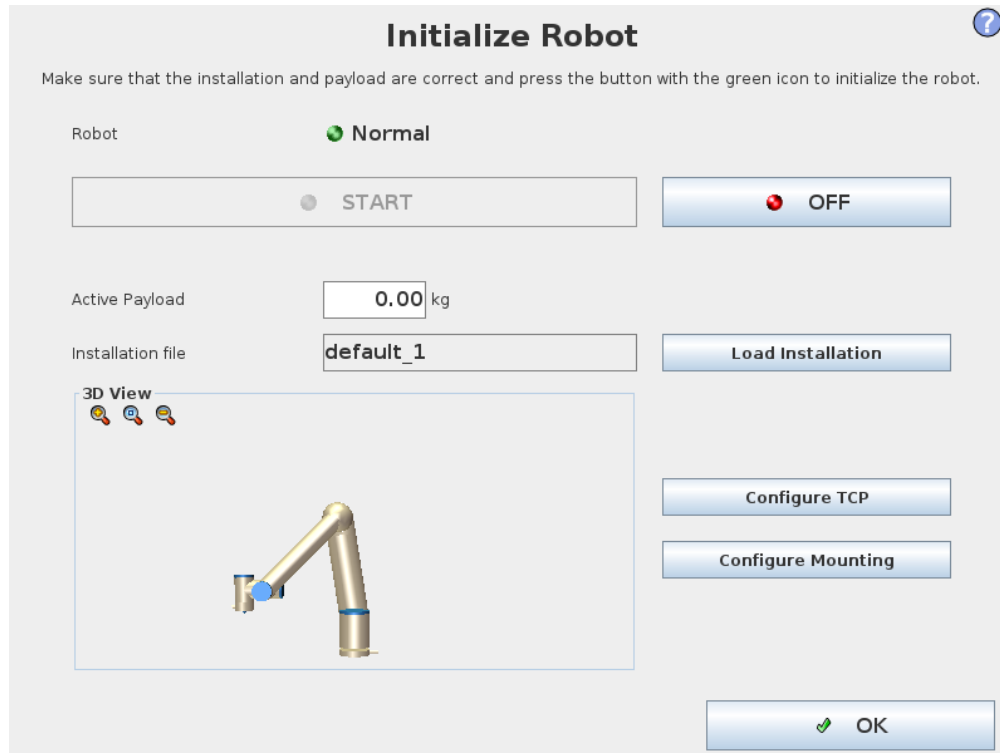 Initialize Robot
?
Make sure that the installation and payload are correct and press the button with the green icon to initialize the robot.
Robot Normal
START OFF
Active Payload 0.00 kg
Installation file default_1 Load Installation
3D View
Configure TCP
Configure Mounting
OK